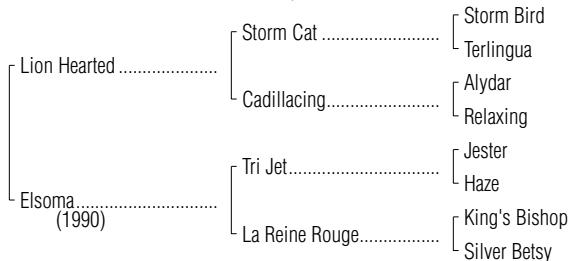 Storm Bird
Storm Cat ........................
Terlingua
Lion Hearted ....................
Alydar
Cadillacing.......................
Relaxing
Jester
Tri Jet...............................
Haze
Elsoma............................
(1990)
King's Bishop
La Reine Rouge................
Silver Betsy